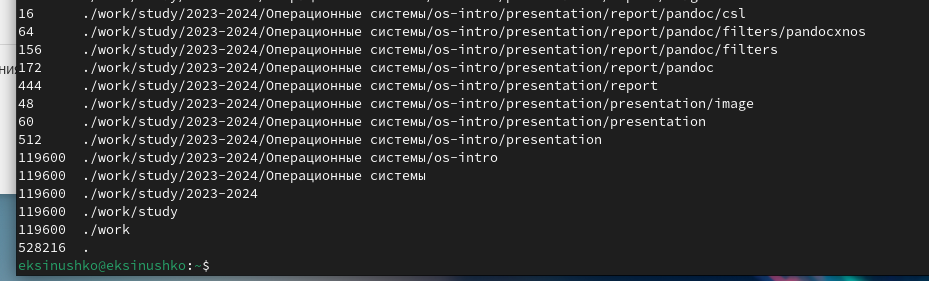 16      ./work/study/2023-2024/Операционные системы/os-intro/presentation/report/pandoc/csl
64      ./work/study/2023-2024/Операционные системы/os-intro/presentation/report/pandoc/filters/pandocxnos
156     ./work/study/2023-2024/Операционные системы/os-intro/presentation/report/pandoc/filters
172     ./work/study/2023-2024/Операционные системы/os-intro/presentation/report/pandoc
444     ./work/study/2023-2024/Операционные системы/os-intro/presentation/report
48      ./work/study/2023-2024/Операционные системы/os-intro/presentation/presentation/image
60      ./work/study/2023-2024/Операционные системы/os-intro/presentation/presentation
512     ./work/study/2023-2024/Операционные системы/os-intro/presentation
119600  ./work/study/2023-2024/Операционные системы/os-intro
119600  ./work/study/2023-2024/Операционные системы
119600  ./work/study/2023-2024
119600  ./work/study
119600  ./work
528216  .
eksinushko@eksinushko:~$